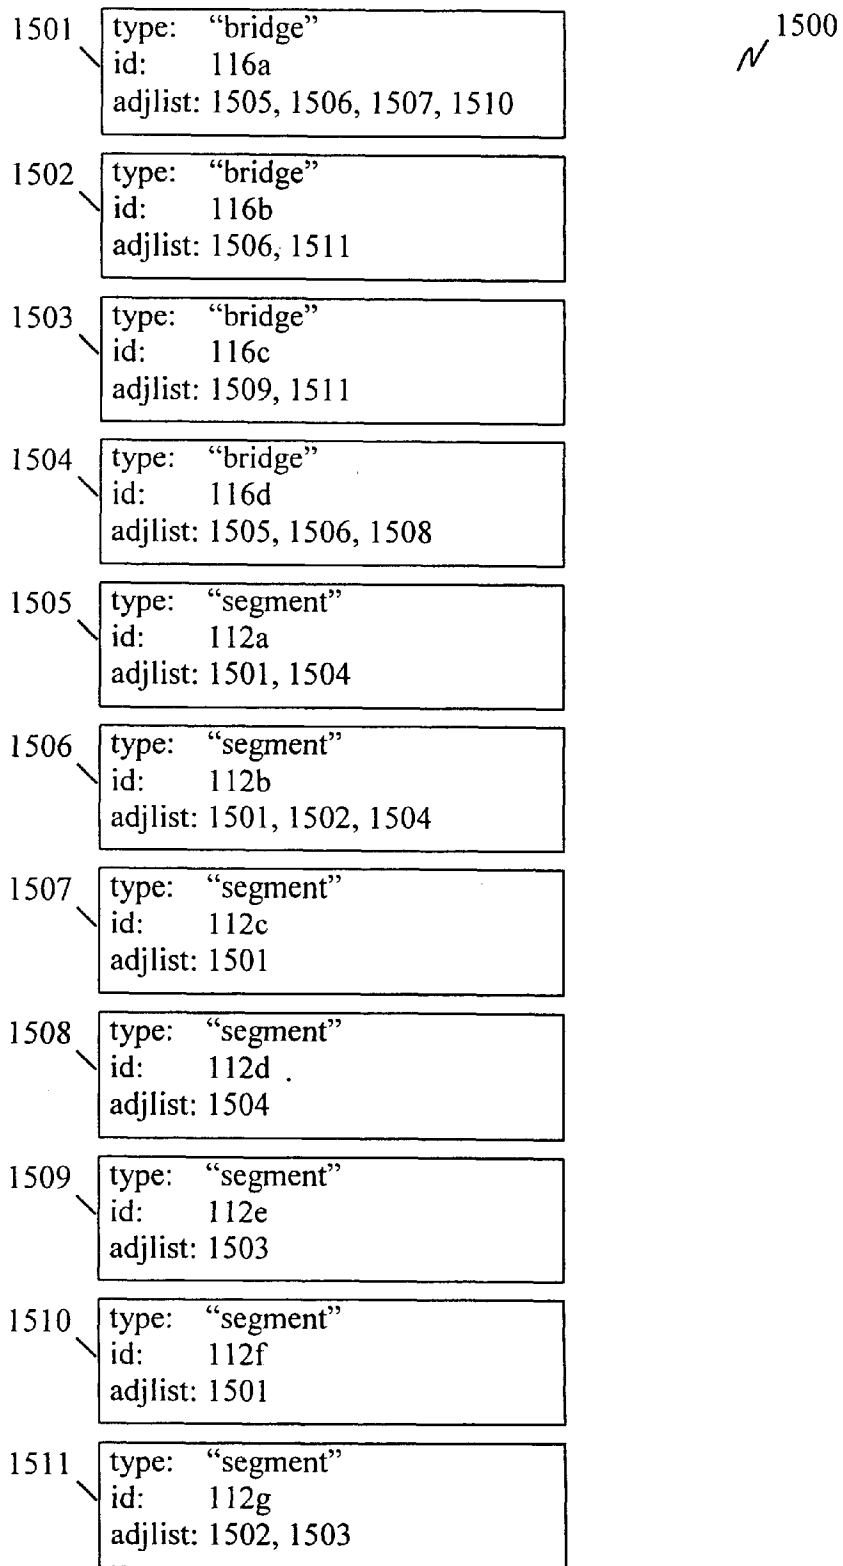 1500
1501
type: “bridge”
id: 116a
adjlist: 1505, 1506, 1507, 1510
1502
type: “bridge”
id: 116b
adjlist: 1506, 1511
1503
type: “bridge”
id: 116c
adjlist: 1509, 1511
1504
type: “bridge”
id: 116d
adjlist: 1505, 1506, 1508
1505
type: “segment”
id: 112a
adjlist: 1501, 1504
1506
type: “segment”
id: 112b
adjlist: 1501, 1502, 1504
1507
type: “segment”
id: 112c
adjlist: 1501
1508
type: “segment”
id: 112d
adjlist: 1504
1509
type: “segment”
id: 112e
adjlist: 1503
1510
type: “segment”
id: 112f
adjlist: 1501
1511
type: “segment”
id: 112g
adjlist: 1502, 1503